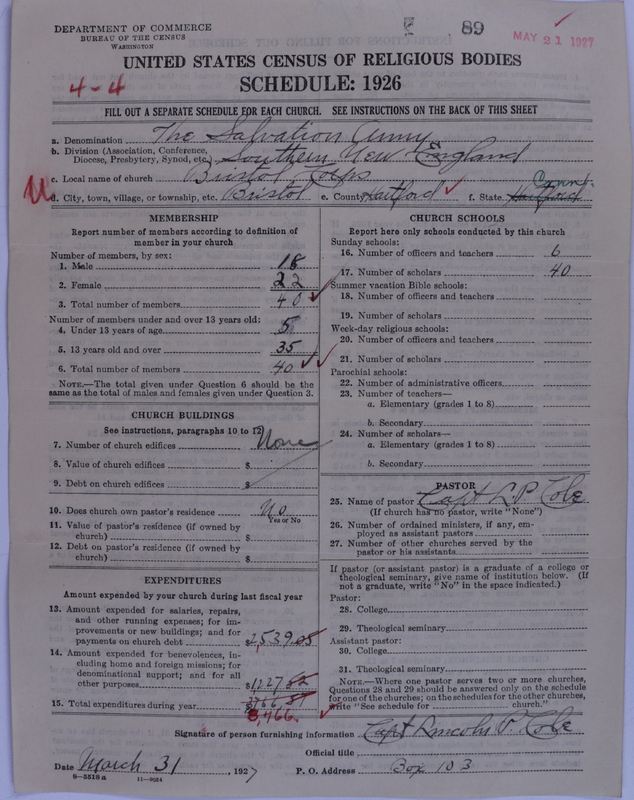 DEPARTMENT OF COMMERCE
BUREAU OF THE CENSUS
WASHINGTON
89
MAY 21 1927
UNITED STATES CENSUS OF RELIGIOUS BODIES
4-4
SCHEDULE: 1926
FILL OUT A SEPARATE SCHEDULE FOR EACH CHURCH. SEE INSTRUCTIONS ON THE BACK OF THIS SHEET
a. Denomination The Salvation Army
b. Division (Association, Conference, Diocese, Presbytery, Synod, etc.) Southern New England
c. Local name of church Bristol Corps
d. City, town, village, or township, etc. Bristol e. County Hartford f. State Hartford Conn.
MEMBERSHIP
Report number of members according to definition of
member in your church
Number of members, by sex:
1. Male 18
2. Female 22
3. Total number of members 40
Number of members under and over 13 years old:
4. Under 13 years of age 5
5. 13 years old and over 35
6. Total number of members 40
NOTE.—The total given under Question 6 should be the
same as the total of males and females given under Question 3.
CHURCH BUILDINGS
See instructions, paragraphs 10 to 12
7. Number of church edifices None
8. Value of church edifices $
9. Debt on church edifices $
10. Does church own pastor's residence No
Yes or No
11. Value of pastor's residence (if owned by
church) $
12. Debt on pastor's residence (if owned by
church) $
EXPENDITURES
Amount expended by your church during last fiscal year
13. Amount expended for salaries, repairs,
and other running expenses; for im-
provements or new buildings; and for
payments on church debt $2,539.05
14. Amount expended for benevolences, in-
cluding home and foreign missions; for
denominational support; and for all
other purposes $1,227.52
15. Total expenditures during year $3766.57
3,466.
CHURCH SCHOOLS
Report here only schools conducted by this church
Sunday schools:
16. Number of officers and teachers 6
17. Number of scholars 40
Summer vacation Bible schools:
18. Number of officers and teachers
19. Number of scholars
Week-day religious schools:
20. Number of officers and teachers
21. Number of scholars
Parochial schools:
22. Number of administrative officers
23. Number of teachers—
a. Elementary (grades 1 to 8)
b. Secondary
24. Number of scholars—
a. Elementary (grades 1 to 8)
b. Secondary
PASTOR
25. Name of pastor Capt L.P. Cole
(If church has no pastor, write "None")
26. Number of ordained ministers, if any, em-
ployed as assistant pastors
27. Number of other churches served by the
pastor or his assistants
If pastor (or assistant pastor) is a graduate of a college or
theological seminary, give name of institution below. (If
not a graduate, write "No" in the space indicated.)
Pastor:
28. College
29. Theological seminary
Assistant pastor:
30. College
31. Theological seminary
NOTE.—Where one pastor serves two or more churches,
Questions 28 and 29 should be answered only on the schedule
for one of the churches; on the schedules for the other churches,
write "See schedule for church."
Signature of person furnishing information Capt Lincoln P. Cole
Official title
Date March 31, 1927 P. O. Address Box 103
8-5518a 11-9024